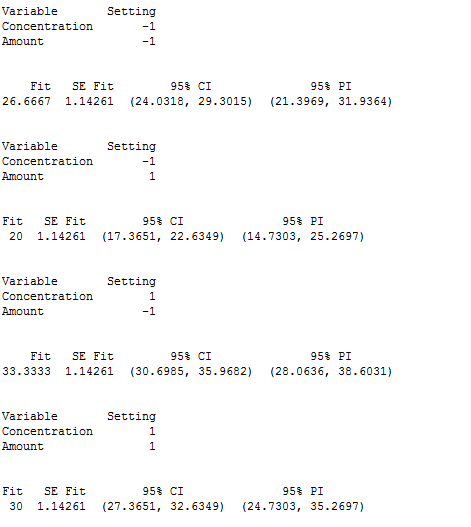 Variable Setting
Concentration -1
Amount -1
Fit SE Fit 95% CI 95% PI
26.6667 1.14261 (24.0318, 29.3015) (21.3969, 31.9364)
Variable Setting
Concentration -1
Amount 1
Fit SE Fit 95% CI 95% PI
20 1.14261 (17.3651, 22.6349) (14.7303, 25.2697)
Variable Setting
Concentration 1
Amount -1
Fit SE Fit 95% CI 95% PI
33.3333 1.14261 (30.6985, 35.9682) (28.0636, 38.6031)
Variable Setting
Concentration 1
Amount 1
Fit SE Fit 95% CI 95% PI
30 1.14261 (27.3651, 32.6349) (24.7303, 35.2697)